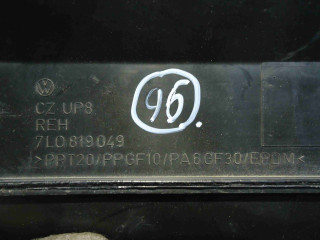 96.
CZ UP8
REH
7L0 819 049
>PPT20/PPGF10/PA6GF30/EPDM<